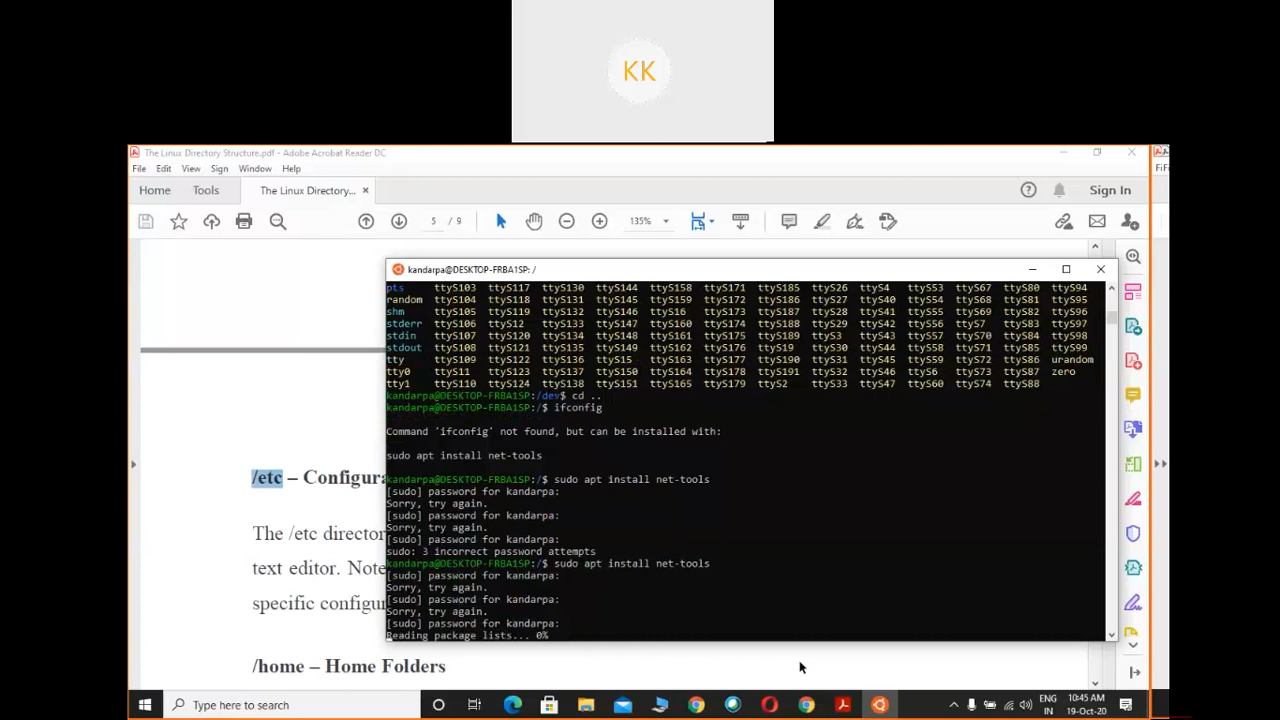 KK
The Linux Directory Structure.pdf - Adobe Acrobat Reader DC
File Edit View Sign Window Help
Home Tools The Linux Directory... × Sign In
5 / 9 135%
FiFi
kandarpa@DESKTOP-FRBA1SP: /
pts ttyS103 ttyS117 ttyS130 ttyS144 ttyS158 ttyS171 ttyS185 ttyS26 ttyS4 ttyS53 ttyS67 ttyS80 ttyS94
random ttyS104 ttyS118 ttyS131 ttyS145 ttyS159 ttyS172 ttyS186 ttyS27 ttyS40 ttyS54 ttyS68 ttyS81 ttyS95
shm ttyS105 ttyS119 ttyS132 ttyS146 ttyS16 ttyS173 ttyS187 ttyS28 ttyS41 ttyS55 ttyS69 ttyS82 ttyS96
stderr ttyS106 ttyS12 ttyS133 ttyS147 ttyS160 ttyS174 ttyS188 ttyS29 ttyS42 ttyS56 ttyS7 ttyS83 ttyS97
stdin ttyS107 ttyS120 ttyS134 ttyS148 ttyS161 ttyS175 ttyS189 ttyS3 ttyS43 ttyS57 ttyS70 ttyS84 ttyS98
stdout ttyS108 ttyS121 ttyS135 ttyS149 ttyS162 ttyS176 ttyS19 ttyS30 ttyS44 ttyS58 ttyS71 ttyS85 ttyS99
tty ttyS109 ttyS122 ttyS136 ttyS15 ttyS163 ttyS177 ttyS190 ttyS31 ttyS45 ttyS59 ttyS72 ttyS86 urandom
tty0 ttyS11 ttyS123 ttyS137 ttyS150 ttyS164 ttyS178 ttyS191 ttyS32 ttyS46 ttyS6 ttyS73 ttyS87 zero
tty1 ttyS110 ttyS124 ttyS138 ttyS151 ttyS165 ttyS179 ttyS2 ttyS33 ttyS47 ttyS60 ttyS74 ttyS88
kandarpa@DESKTOP-FRBA1SP:/dev$ cd ..
kandarpa@DESKTOP-FRBA1SP:/$ ifconfig
Command 'ifconfig' not found, but can be installed with:
sudo apt install net-tools
kandarpa@DESKTOP-FRBA1SP:/$ sudo apt install net-tools
[sudo] password for kandarpa:
Sorry, try again.
[sudo] password for kandarpa:
Sorry, try again.
[sudo] password for kandarpa:
sudo: 3 incorrect password attempts
kandarpa@DESKTOP-FRBA1SP:/$ sudo apt install net-tools
[sudo] password for kandarpa:
Sorry, try again.
[sudo] password for kandarpa:
Sorry, try again.
[sudo] password for kandarpa:
Reading package lists... 0%
/etc – Configura
The /etc director
text editor. Note
specific configur
/home – Home Folders
Type here to search
ENG 10:45 AM
IN 19-Oct-20